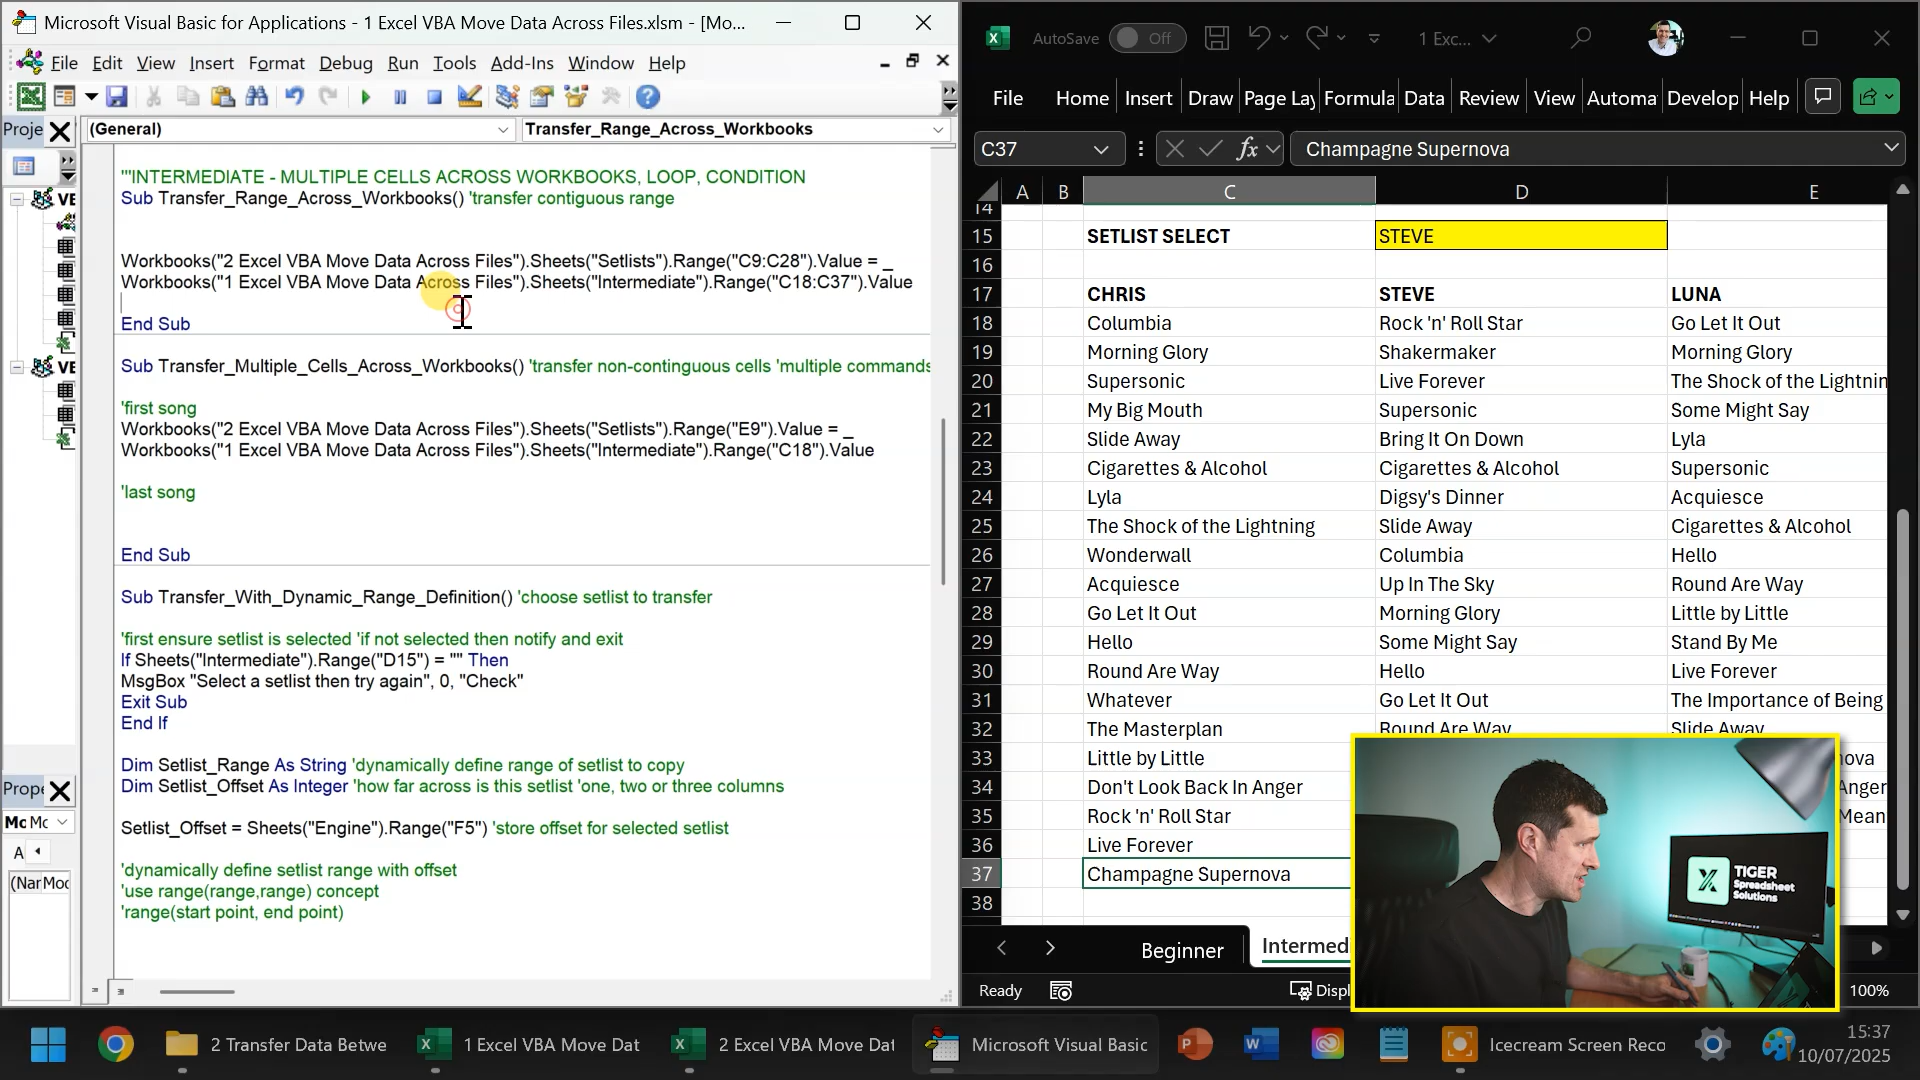 Microsoft Visual Basic for Applications - 1 Excel VBA Move Data Across Files.xlsm - [Mo...
File Edit View Insert Format Debug Run Tools Add-Ins Window Help
Proje
(General)
Transfer_Range_Across_Workbooks
'''INTERMEDIATE - MULTIPLE CELLS ACROSS WORKBOOKS, LOOP, CONDITION
Sub Transfer_Range_Across_Workbooks() 'transfer contiguous range
Workbooks("2 Excel VBA Move Data Across Files").Sheets("Setlists").Range("C9:C28").Value = _
Workbooks("1 Excel VBA Move Data Across Files").Sheets("Intermediate").Range("C18:C37").Value
End Sub
Sub Transfer_Multiple_Cells_Across_Workbooks() 'transfer non-continguous cells 'multiple commands
'first song
Workbooks("2 Excel VBA Move Data Across Files").Sheets("Setlists").Range("E9").Value = _
Workbooks("1 Excel VBA Move Data Across Files").Sheets("Intermediate").Range("C18").Value
'last song
End Sub
Sub Transfer_With_Dynamic_Range_Definition() 'choose setlist to transfer
'first ensure setlist is selected 'if not selected then notify and exit
If Sheets("Intermediate").Range("D15") = "" Then
MsgBox "Select a setlist then try again", 0, "Check"
Exit Sub
End If
Dim Setlist_Range As String 'dynamically define range of setlist to copy
Dim Setlist_Offset As Integer 'how far across is this setlist 'one, two or three columns
Setlist_Offset = Sheets("Engine").Range("F5") 'store offset for selected setlist
'dynamically define setlist range with offset
'use range(range,range) concept
'range(start point, end point)
VE
VE
Prope
Mc Mc
A
(Nar Moc
AutoSave Off 1 Exc...
File Home Insert Draw Page Lay Formula Data Review View Automa Develop Help
C37 fx Champagne Supernova
A B C D E
14
15 SETLIST SELECT STEVE
16
17 CHRIS STEVE LUNA
18 Columbia Rock 'n' Roll Star Go Let It Out
19 Morning Glory Shakermaker Morning Glory
20 Supersonic Live Forever The Shock of the Lightnin
21 My Big Mouth Supersonic Some Might Say
22 Slide Away Bring It On Down Lyla
23 Cigarettes & Alcohol Cigarettes & Alcohol Supersonic
24 Lyla Digsy's Dinner Acquiesce
25 The Shock of the Lightning Slide Away Cigarettes & Alcohol
26 Wonderwall Columbia Hello
27 Acquiesce Up In The Sky Round Are Way
28 Go Let It Out Morning Glory Little by Little
29 Hello Some Might Say Stand By Me
30 Round Are Way Hello Live Forever
31 Whatever Go Let It Out The Importance of Being
32 The Masterplan Round Are Way Slide Away
33 Little by Little nova
34 Don't Look Back In Anger Anger
35 Rock 'n' Roll Star Mean
36 Live Forever
37 Champagne Supernova
38
TIGER
Spreadsheet
Solutions
Beginner Intermed
Ready Displ 100%
2 Transfer Data Betwe 1 Excel VBA Move Dat 2 Excel VBA Move Dat Microsoft Visual Basic Icecream Screen Reco
15:37
10/07/2025